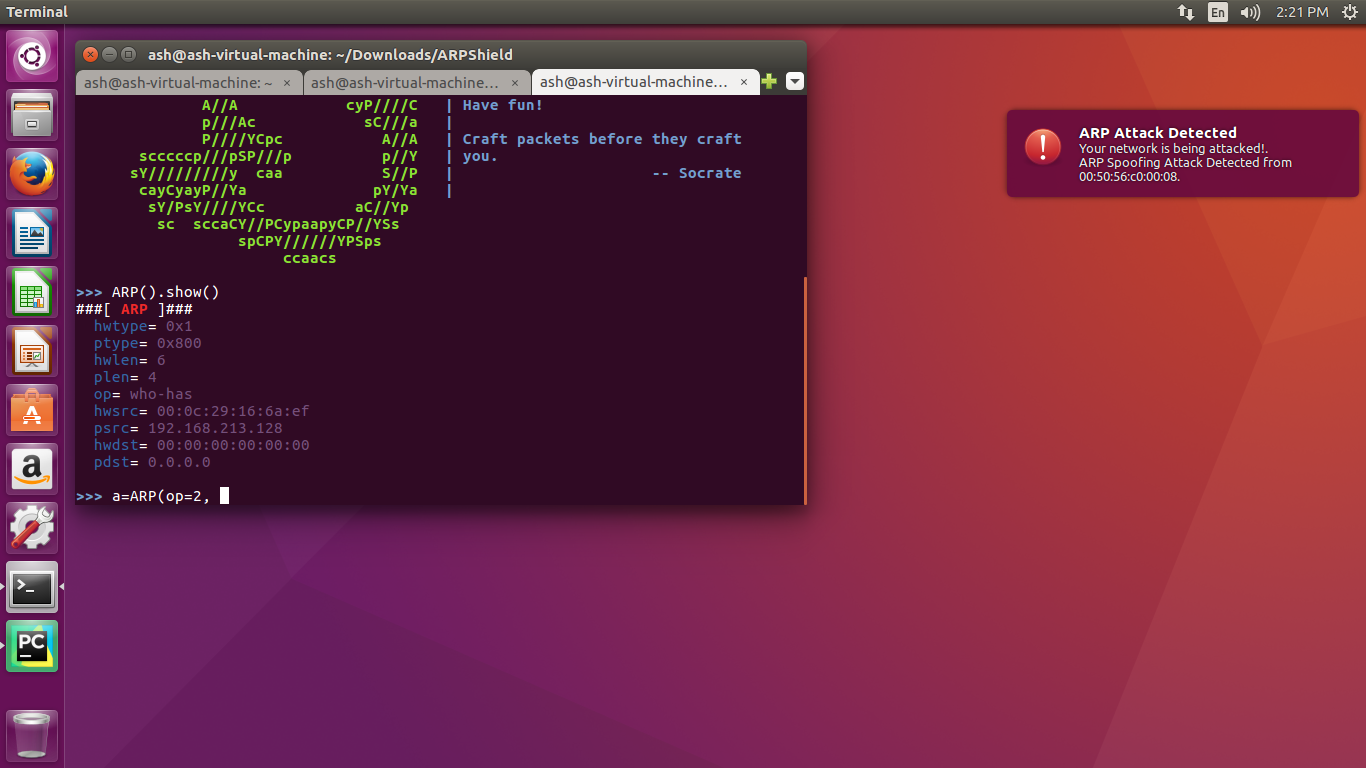 Terminal
En
2:21 PM
ash@ash-virtual-machine: ~/Downloads/ARPShield
ash@ash-virtual-machine: ~ ×
ash@ash-virtual-machine... ×
ash@ash-virtual-machine... ×
              A//A            cyP////C   | Have fun!
              p///Ac            sC///a   |
              P////YCpc           A//A   | Craft packets before they craft
       scccccp///pSP///p          p//Y   | you.
      sY/////////y  caa           S//P   |                      -- Socrate
       cayCyayP//Ya              pY/Ya   |
        sY/PsY////YCc          aC//Yp
         sc  sccaCY//PCypaapyCP//YSs
                  spCPY//////YPSps
                       ccaacs
>>> ARP().show()
###[ ARP ]###
  hwtype= 0x1
  ptype= 0x800
  hwlen= 6
  plen= 4
  op= who-has
  hwsrc= 00:0c:29:16:6a:ef
  psrc= 192.168.213.128
  hwdst= 00:00:00:00:00:00
  pdst= 0.0.0.0
>>> a=ARP(op=2,
ARP Attack Detected
Your network is being attacked!.
ARP Spoofing Attack Detected from
00:50:56:c0:00:08.
A
a
>_
PC